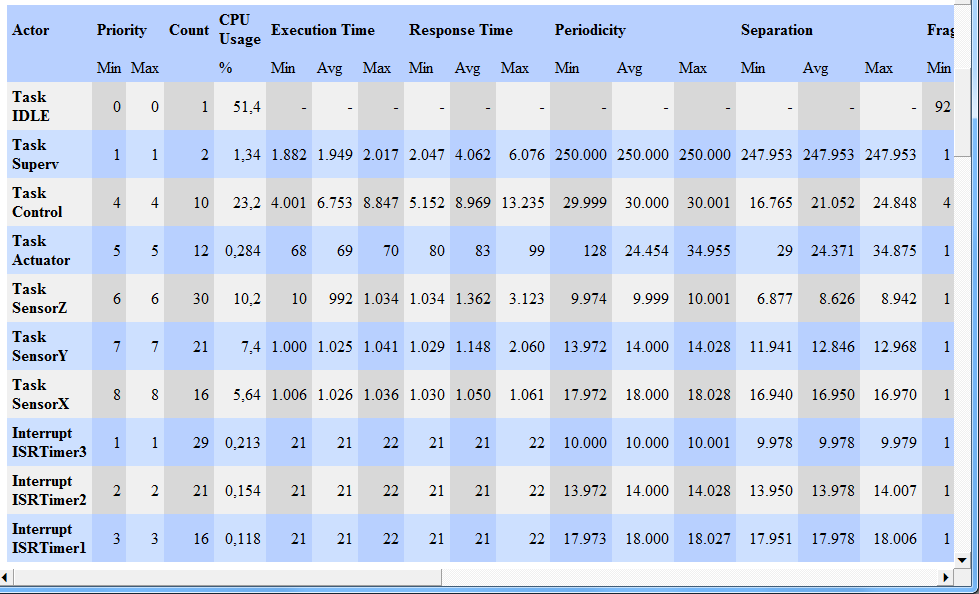 Actor Priority Count CPU Usage Execution Time Response Time Periodicity Separation Frag
Min Max % Min Avg Max Min Avg Max Min Avg Max Min Avg Max Min
Task IDLE 0 0 1 51,4 - - - - - - - - - - - - 92
Task Superv 1 1 2 1,34 1.882 1.949 2.017 2.047 4.062 6.076 250.000 250.000 250.000 247.953 247.953 247.953 1
Task Control 4 4 10 23,2 4.001 6.753 8.847 5.152 8.969 13.235 29.999 30.000 30.001 16.765 21.052 24.848 4
Task Actuator 5 5 12 0,284 68 69 70 80 83 99 128 24.454 34.955 29 24.371 34.875 1
Task SensorZ 6 6 30 10,2 10 992 1.034 1.034 1.362 3.123 9.974 9.999 10.001 6.877 8.626 8.942 1
Task SensorY 7 7 21 7,4 1.000 1.025 1.041 1.029 1.148 2.060 13.972 14.000 14.028 11.941 12.846 12.968 1
Task SensorX 8 8 16 5,64 1.006 1.026 1.036 1.030 1.050 1.061 17.972 18.000 18.028 16.940 16.950 16.970 1
Interrupt ISRTimer3 1 1 29 0,213 21 21 22 21 21 22 10.000 10.000 10.001 9.978 9.978 9.979 1
Interrupt ISRTimer2 2 2 21 0,154 21 21 22 21 21 22 13.972 14.000 14.028 13.950 13.978 14.007 1
Interrupt ISRTimer1 3 3 16 0,118 21 21 22 21 21 22 17.973 18.000 18.027 17.951 17.978 18.006 1